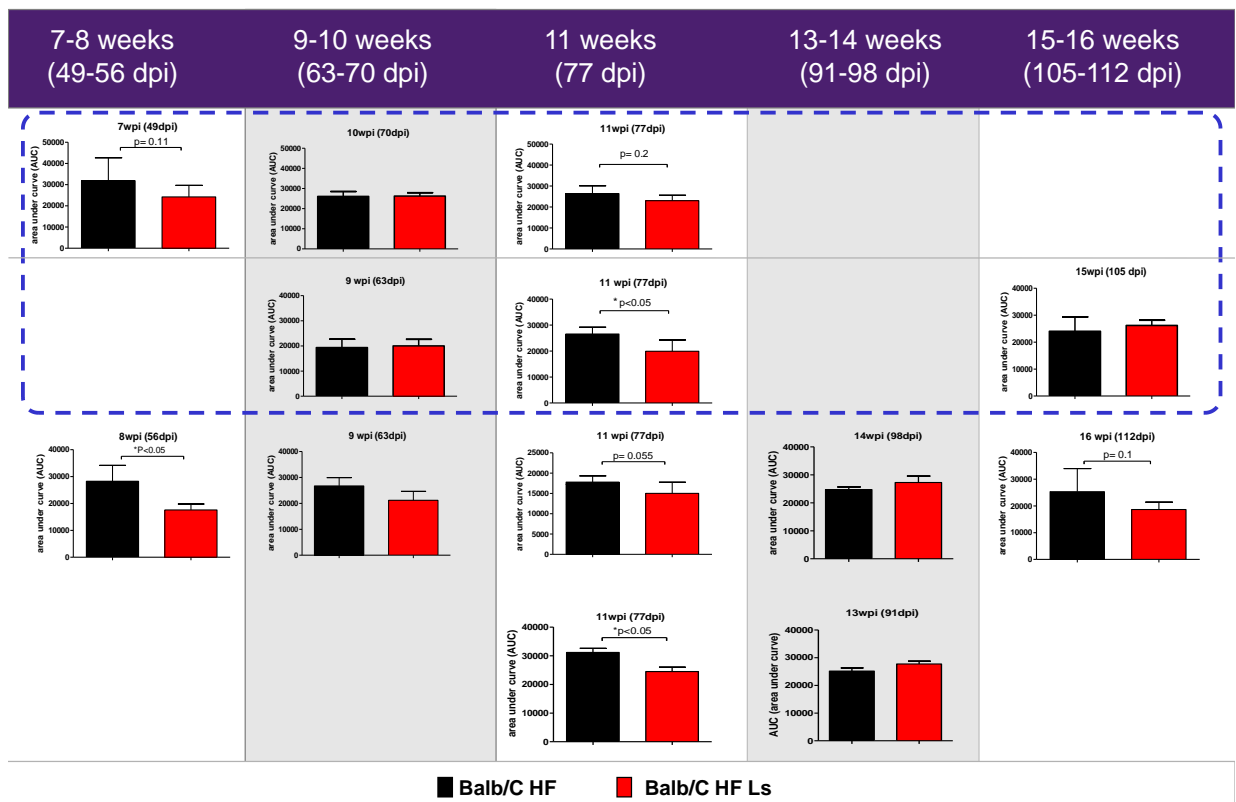 7-8 weeks
(49-56 dpi)
9-10 weeks
(63-70 dpi)
11 weeks
(77 dpi)
13-14 weeks
(91-98 dpi)
15-16 weeks
(105-112 dpi)
7wpi (49dpi)
p= 0.11
area under curve (AUC)
50000
40000
30000
20000
10000
0
10wpi (70dpi)
area under curve (AUC)
50000
40000
30000
20000
10000
0
11wpi (77dpi)
p= 0.2
area under curve (AUC)
50000
40000
30000
20000
10000
0
9 wpi (63dpi)
area under curve (AUC)
40000
30000
20000
10000
0
11 wpi (77dpi)
* p<0.05
area under curve (AUC)
40000
30000
20000
10000
0
15wpi (105 dpi)
area under curve (AUC)
40000
30000
20000
10000
0
8wpi (56dpi)
*P<0.05
area under curve (AUC)
40000
30000
20000
10000
0
9 wpi (63dpi)
area under curve (AUC)
40000
30000
20000
10000
0
11 wpi (77dpi)
p= 0.055
area under curve (AUC)
25000
20000
15000
10000
5000
0
14wpi (98dpi)
area under curve (AUC)
40000
30000
20000
10000
0
16 wpi (112dpi)
p= 0.1
area under curve (AUC)
40000
30000
20000
10000
0
11wpi (77dpi)
*p<0.05
area under curve (AUC)
40000
30000
20000
10000
0
13wpi (91dpi)
AUC (area under curve)
40000
30000
20000
10000
0
Balb/C HF
Balb/C HF Ls